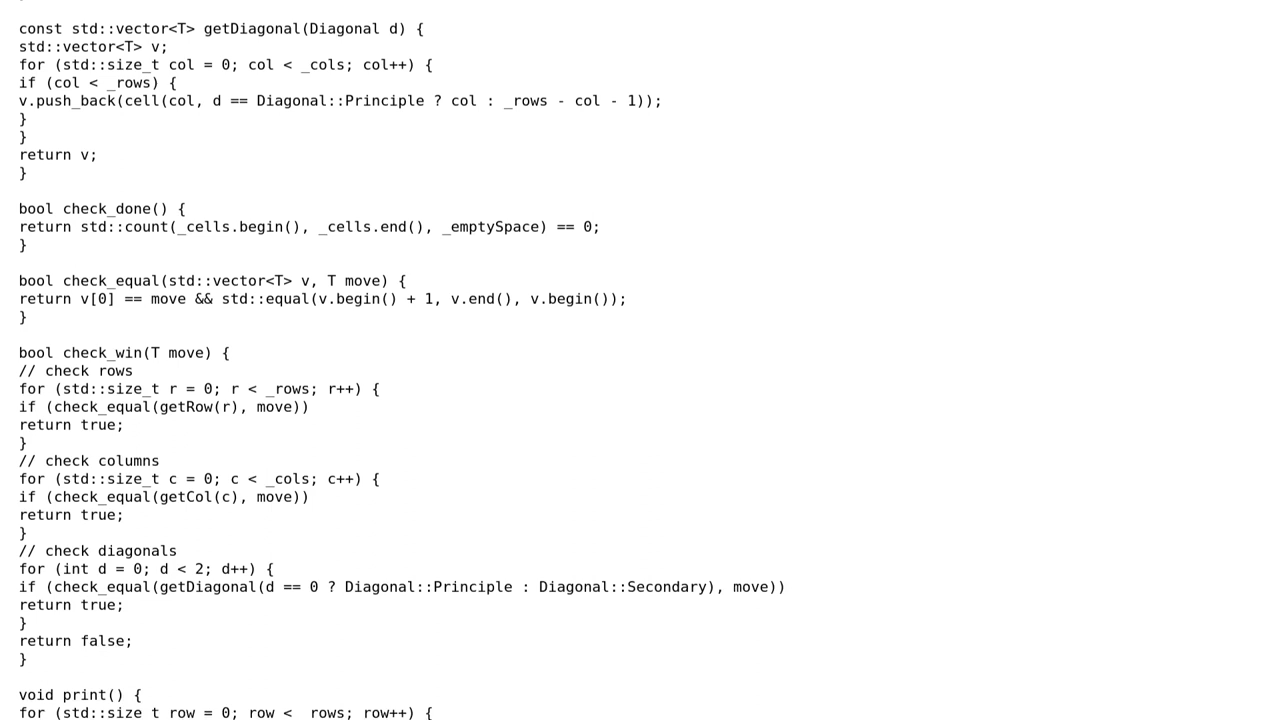 const std::vector<T> getDiagonal(Diagonal d) {
std::vector<T> v;
for (std::size_t col = 0; col < _cols; col++) {
if (col < _rows) {
v.push_back(cell(col, d == Diagonal::Principle ? col : _rows - col - 1));
}
}
return v;
}

bool check_done() {
return std::count(_cells.begin(), _cells.end(), _emptySpace) == 0;
}

bool check_equal(std::vector<T> v, T move) {
return v[0] == move && std::equal(v.begin() + 1, v.end(), v.begin());
}

bool check_win(T move) {
// check rows
for (std::size_t r = 0; r < _rows; r++) {
if (check_equal(getRow(r), move))
return true;
}
// check columns
for (std::size_t c = 0; c < _cols; c++) {
if (check_equal(getCol(c), move))
return true;
}
// check diagonals
for (int d = 0; d < 2; d++) {
if (check_equal(getDiagonal(d == 0 ? Diagonal::Principle : Diagonal::Secondary), move))
return true;
}
return false;
}

void print() {
for (std::size_t row = 0; row < _rows; row++) {